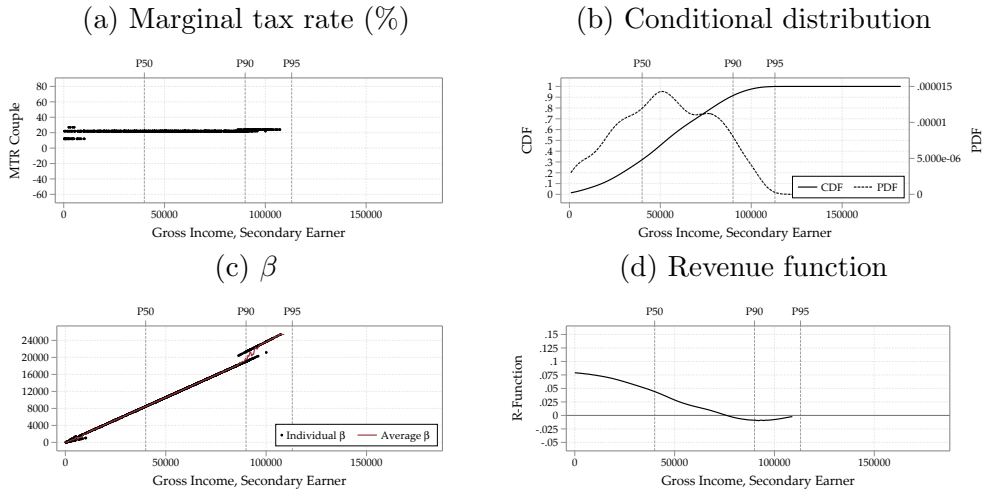 (a) Marginal tax rate (%)
P50 P90 P95
80
60
40
20
0
-20
-40
-60
MTR Couple
0 50000 100000 150000
Gross Income, Secondary Earner
(b) Conditional distribution
P50 P90 P95
1
.9
.8
.7
.6
.5
.4
.3
.2
.1
0
CDF
.000015
.00001
5.000e-06
0
PDF
CDF PDF
0 50000 100000 150000
Gross Income, Secondary Earner
(c) β
P50 P90 P95
24000
20000
16000
12000
8000
4000
0
Individual β Average β
0 50000 100000 150000
Gross Income, Secondary Earner
(d) Revenue function
P50 P90 P95
.15
.125
.1
.075
.05
.025
0
-.025
-.05
R-Function
0 50000 100000 150000
Gross Income, Secondary Earner